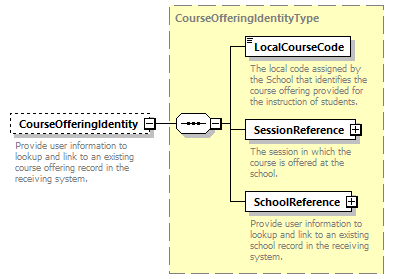 CourseOfferingIdentityType
LocalCourseCode
The local code assigned by
the School that identifies the
course offering provided for
the instruction of students.
CourseOfferingIdentity
Provide user information to
lookup and link to an existing
course offering record in the
receiving system.
SessionReference
The session in which the
course is offered at the
school.
SchoolReference
Provide user information to
lookup and link to an existing
school record in the receiving
system.